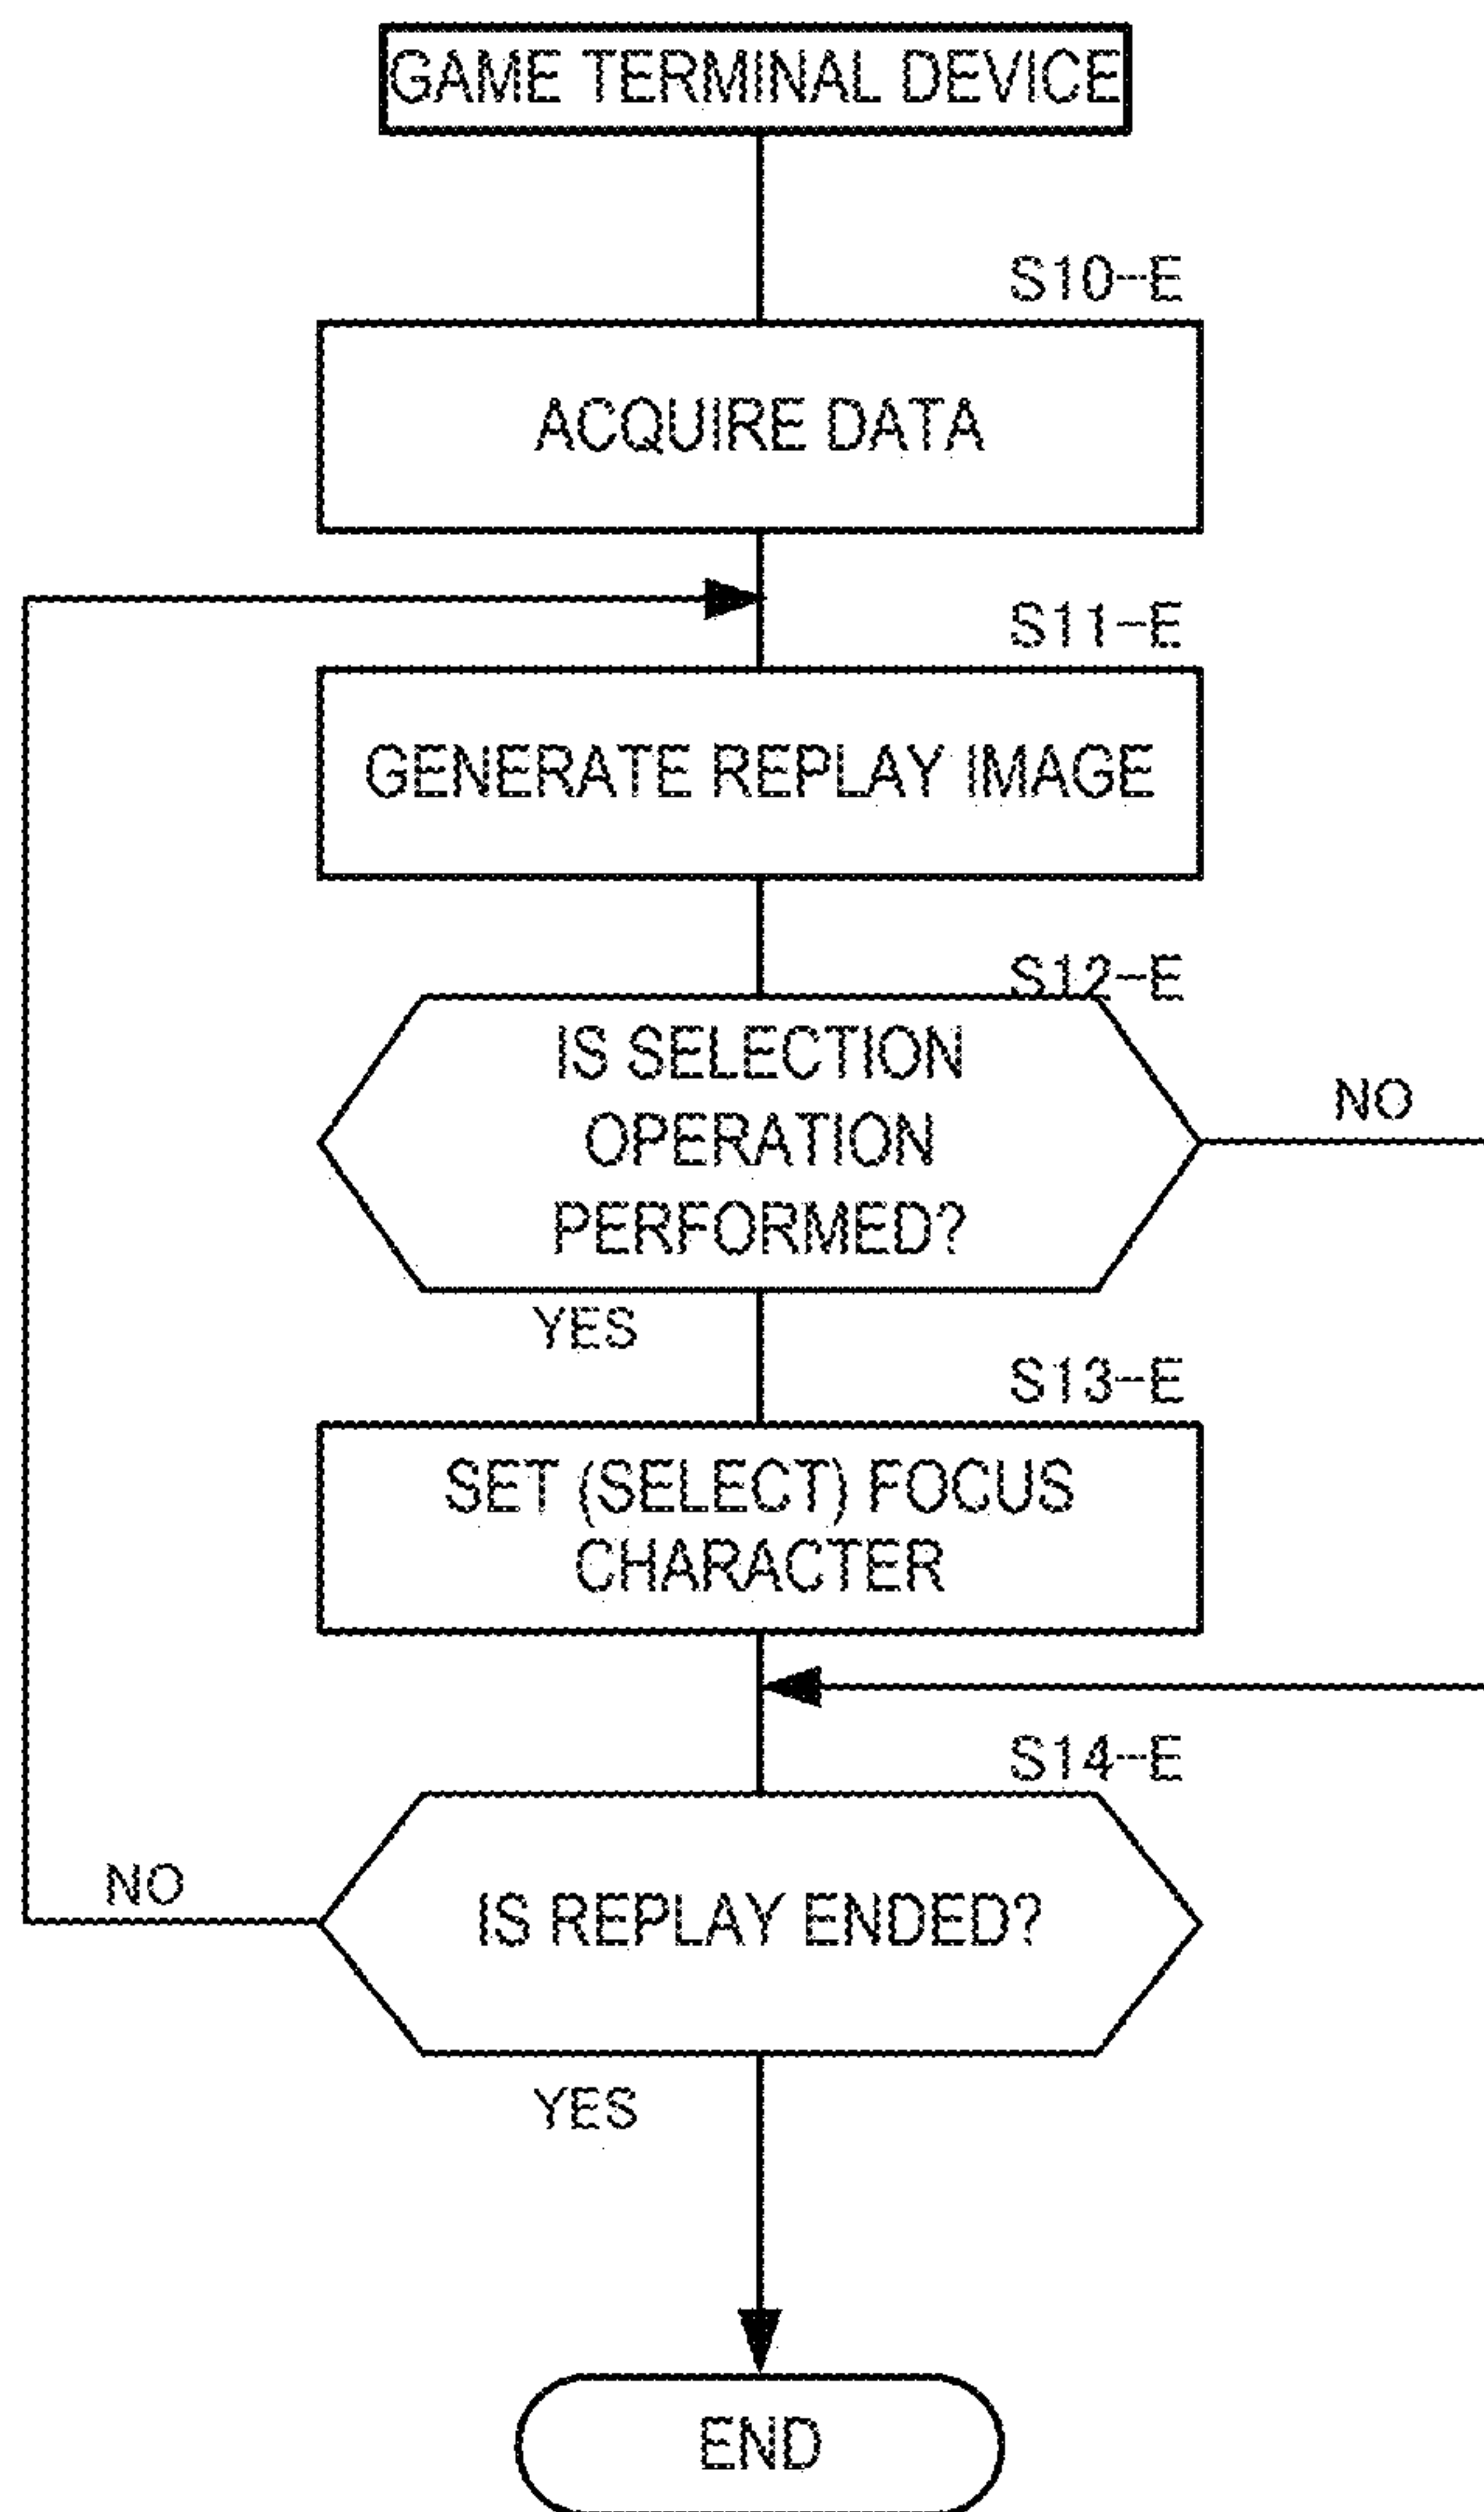 GAME TERMINAL DEVICE
S10-E
ACQUIRE DATA
S11-E
GENERATE REPLAY IMAGE
S12-E
IS SELECTION
OPERATION
PERFORMED?
NO
YES
S13-E
SET (SELECT) FOCUS
CHARACTER
S14-E
NO
IS REPLAY ENDED?
YES
END